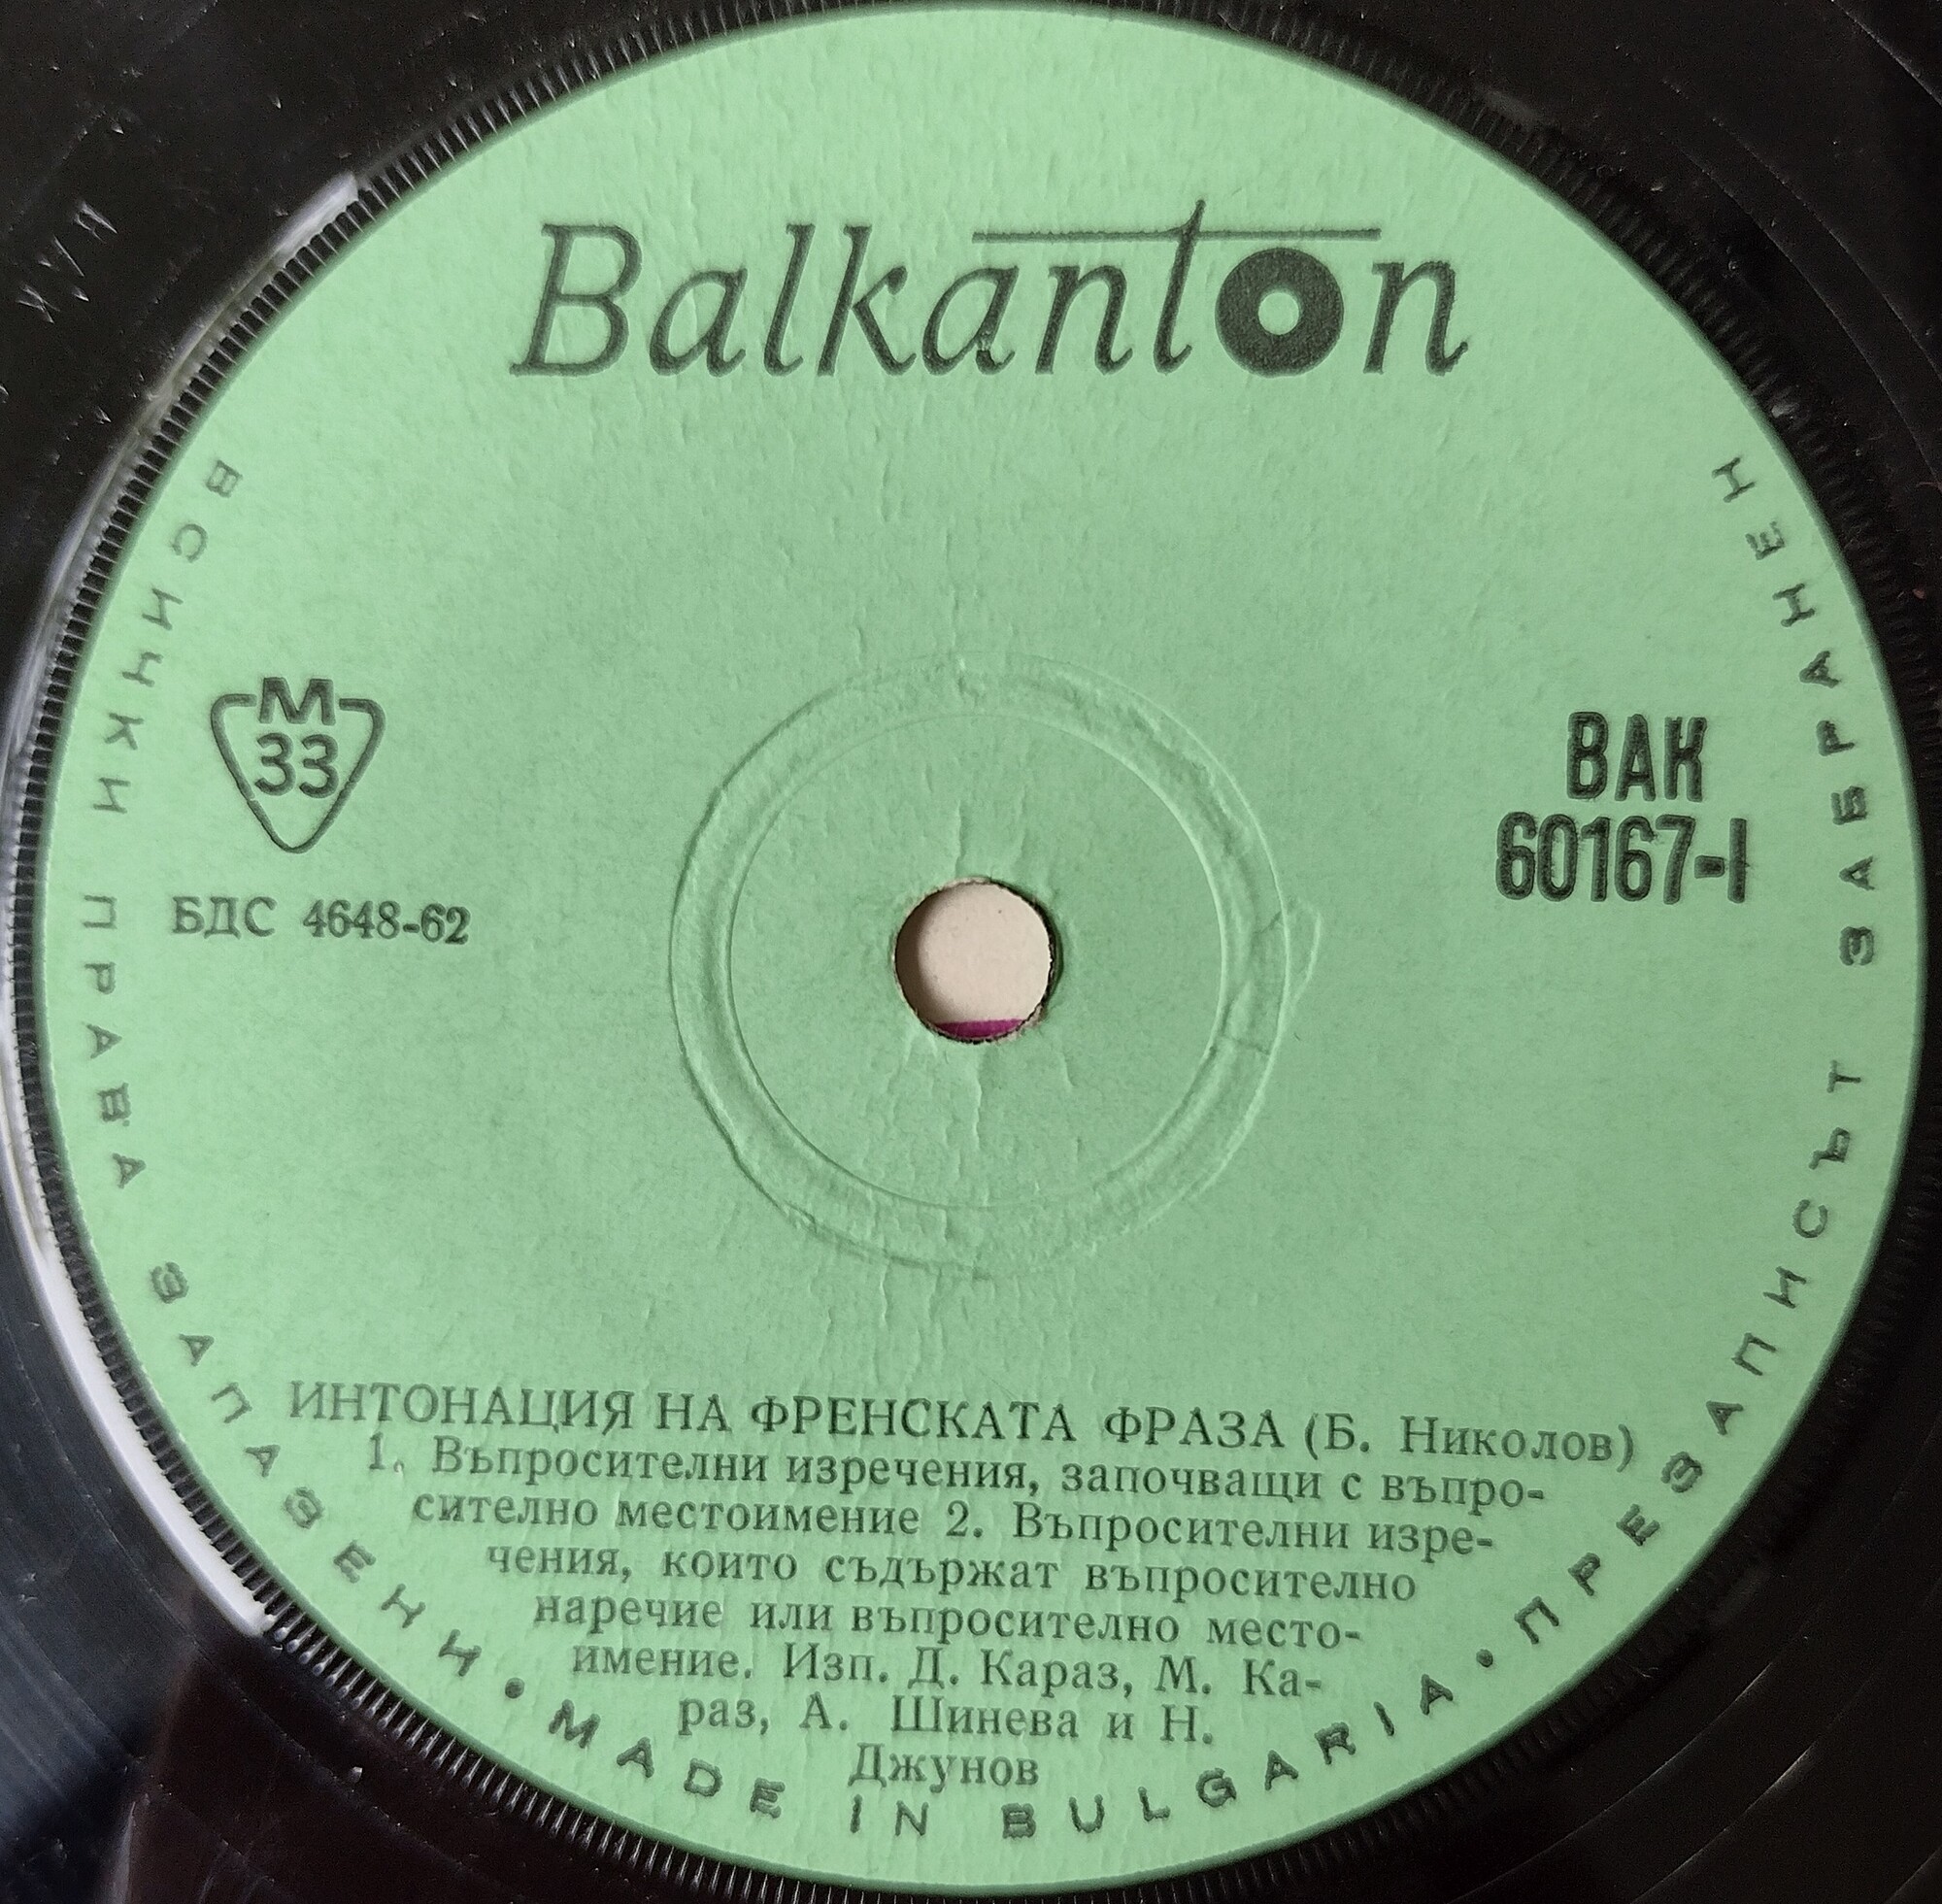 Balkanton
ВСИЧКИ ПРАВА ЗАПАЗЕНИ • MADE IN BULGARIA • ПРЕЗАПИСЪТ ЗАБРАНЕН
М
33
БДС 4648-62
ВАК
60167-I
ИНТОНАЦИЯ НА ФРЕНСКАТА ФРАЗА (Б. Николов)
1. Въпросителни изречения, започващи с въпро-
сително местоимение 2. Въпросителни изре-
чения, които съдържат въпросително
наречие или въпросително место-
имение. Изп. Д. Караз, М. Ка-
раз, А. Шинева и Н.
Джунов